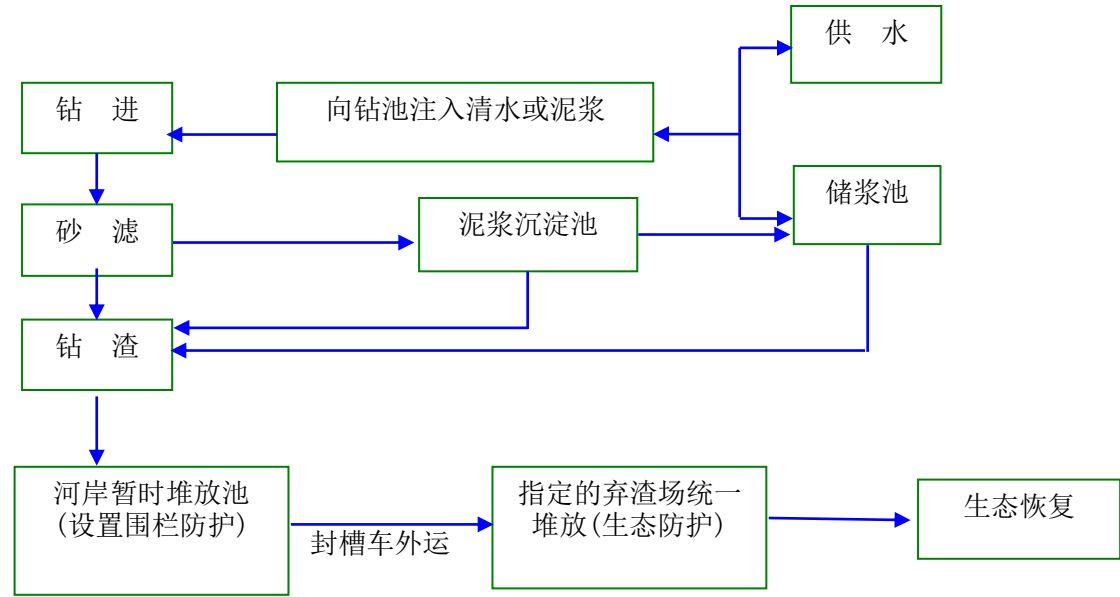 供 水
钻 进
向钻池注入清水或泥浆
储浆池
砂 滤
泥浆沉淀池
钻 渣
河岸暂时堆放池
(设置围栏防护)
封槽车外运
指定的弃渣场统一
堆放(生态防护)
生态恢复